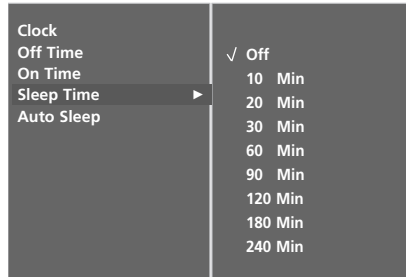 Clock
Off Time
On Time
Sleep Time ►
Auto Sleep
√ Off
10 Min
20 Min
30 Min
60 Min
90 Min
120 Min
180 Min
240 Min